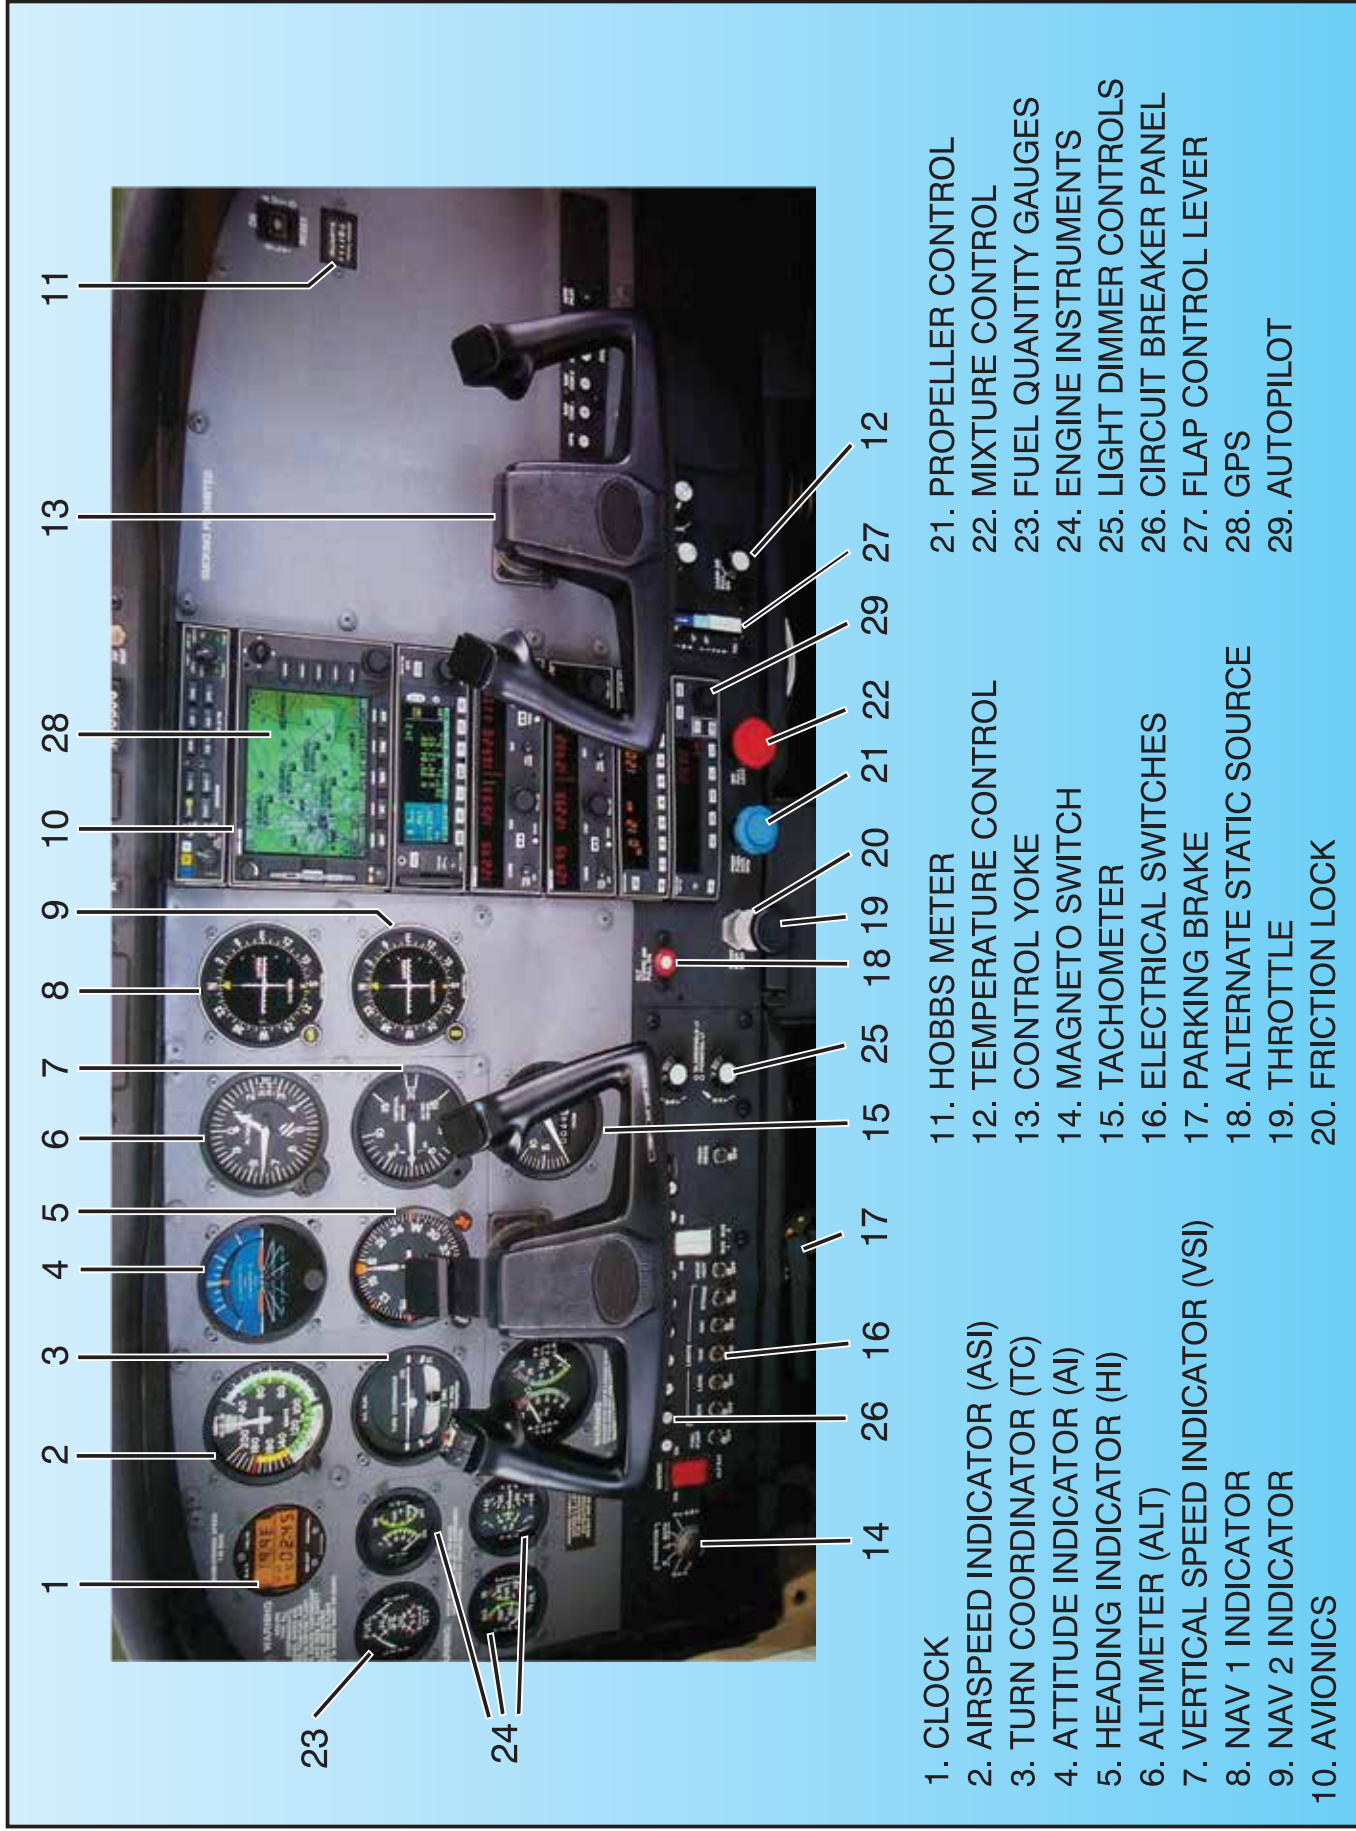 1
2
3
4
5
6
7
8
9
10
28
13
11
23
24
14
26
16
17
15
25
18
19
20
21
22
29
27
12
SMOKING PROHIBITED
WARNING
1. CLOCK
2. AIRSPEED INDICATOR (ASI)
3. TURN COORDINATOR (TC)
4. ATTITUDE INDICATOR (AI)
5. HEADING INDICATOR (HI)
6. ALTIMETER (ALT)
7. VERTICAL SPEED INDICATOR (VSI)
8. NAV 1 INDICATOR
9. NAV 2 INDICATOR
10. AVIONICS
11. HOBBS METER
12. TEMPERATURE CONTROL
13. CONTROL YOKE
14. MAGNETO SWITCH
15. TACHOMETER
16. ELECTRICAL SWITCHES
17. PARKING BRAKE
18. ALTERNATE STATIC SOURCE
19. THROTTLE
20. FRICTION LOCK
21. PROPELLER CONTROL
22. MIXTURE CONTROL
23. FUEL QUANTITY GAUGES
24. ENGINE INSTRUMENTS
25. LIGHT DIMMER CONTROLS
26. CIRCUIT BREAKER PANEL
27. FLAP CONTROL LEVER
28. GPS
29. AUTOPILOT